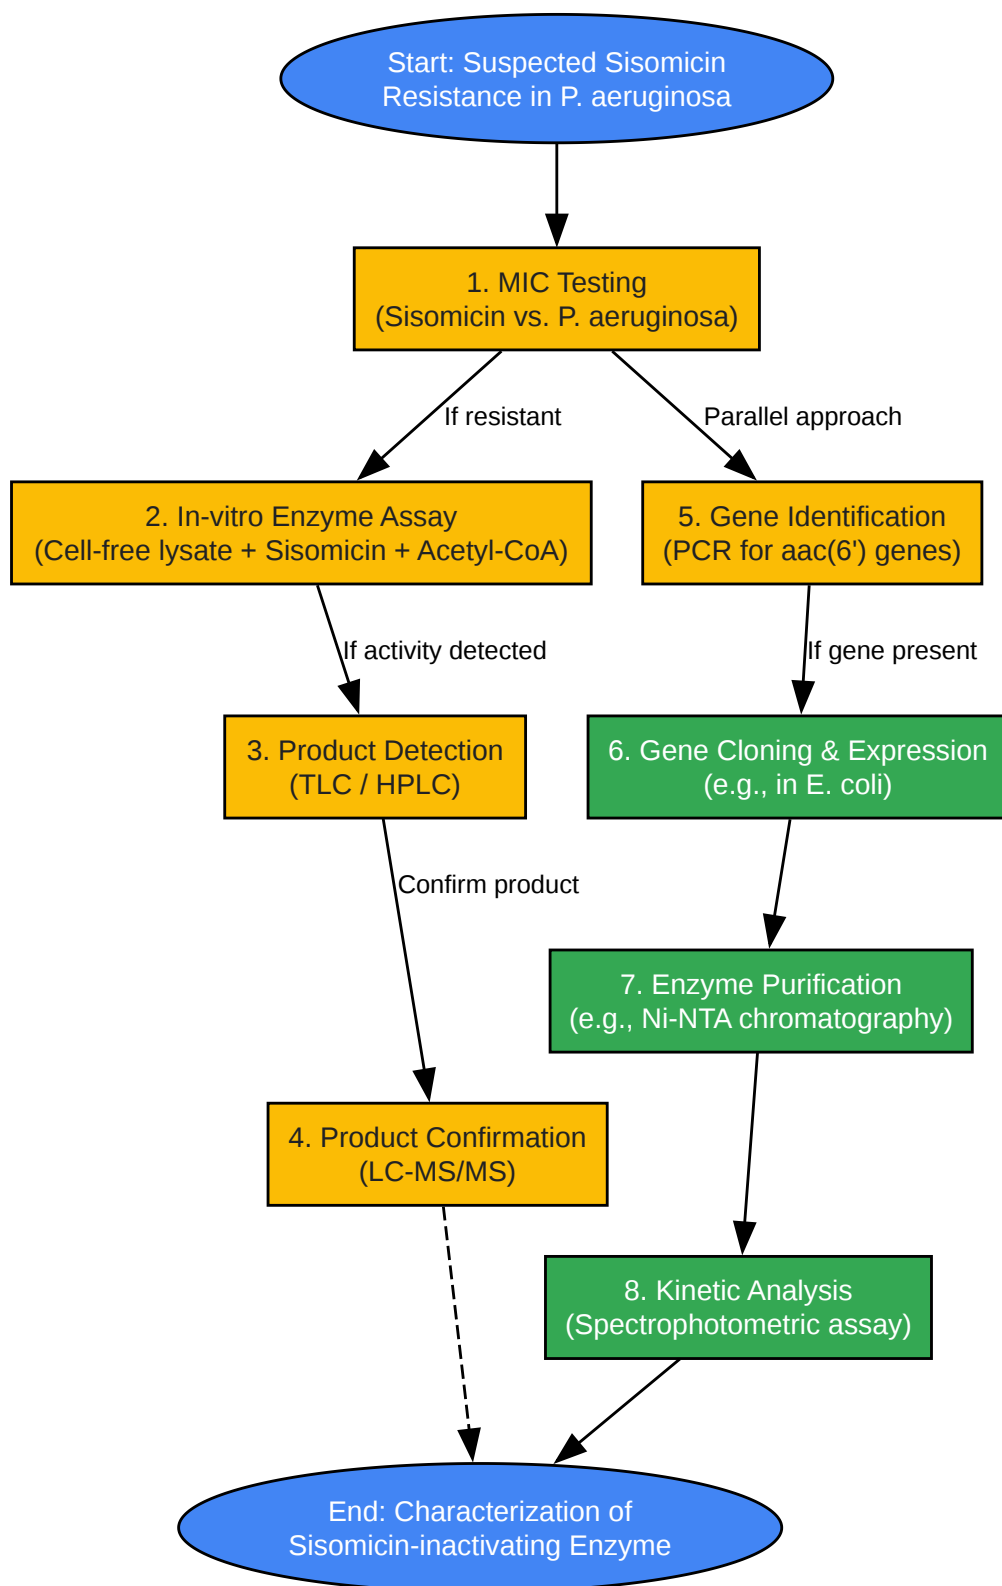 Start: Suspected Sisomicin
Resistance in P. aeruginosa
1. MIC Testing
(Sisomicin vs. P. aeruginosa)
If resistant
Parallel approach
2. In-vitro Enzyme Assay
(Cell-free lysate + Sisomicin + Acetyl-CoA)
5. Gene Identification
(PCR for aac(6') genes)
If activity detected
If gene present
3. Product Detection
(TLC / HPLC)
6. Gene Cloning & Expression
(e.g., in E. coli)
Confirm product
7. Enzyme Purification
(e.g., Ni-NTA chromatography)
4. Product Confirmation
(LC-MS/MS)
8. Kinetic Analysis
(Spectrophotometric assay)
End: Characterization of
Sisomicin-inactivating Enzyme